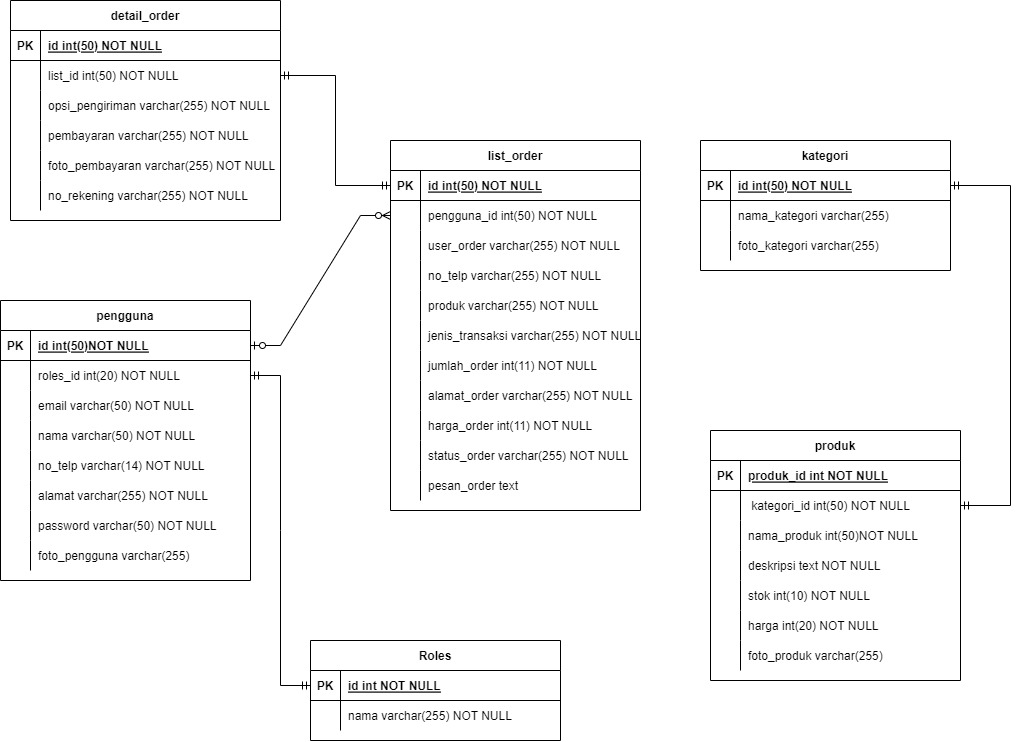 detail_order
PK id int(50) NOT NULL
list_id int(50) NOT NULL
opsi_pengiriman varchar(255) NOT NULL
pembayaran varchar(255) NOT NULL
foto_pembayaran varchar(255) NOT NULL
no_rekening varchar(255) NOT NULL
list_order
PK id int(50) NOT NULL
pengguna_id int(50) NOT NULL
user_order varchar(255) NOT NULL
no_telp varchar(255) NOT NULL
produk varchar(255) NOT NULL
jenis_transaksi varchar(255) NOT NULL
jumlah_order int(11) NOT NULL
alamat_order varchar(255) NOT NULL
harga_order int(11) NOT NULL
status_order varchar(255) NOT NULL
pesan_order text
kategori
PK id int(50) NOT NULL
nama_kategori varchar(255)
foto_kategori varchar(255)
pengguna
PK id int(50)NOT NULL
roles_id int(20) NOT NULL
email varchar(50) NOT NULL
nama varchar(50) NOT NULL
no_telp varchar(14) NOT NULL
alamat varchar(255) NOT NULL
password varchar(50) NOT NULL
foto_pengguna varchar(255)
produk
PK produk_id int NOT NULL
kategori_id int(50) NOT NULL
nama_produk int(50)NOT NULL
deskripsi text NOT NULL
stok int(10) NOT NULL
harga int(20) NOT NULL
foto_produk varchar(255)
Roles
PK id int NOT NULL
nama varchar(255) NOT NULL